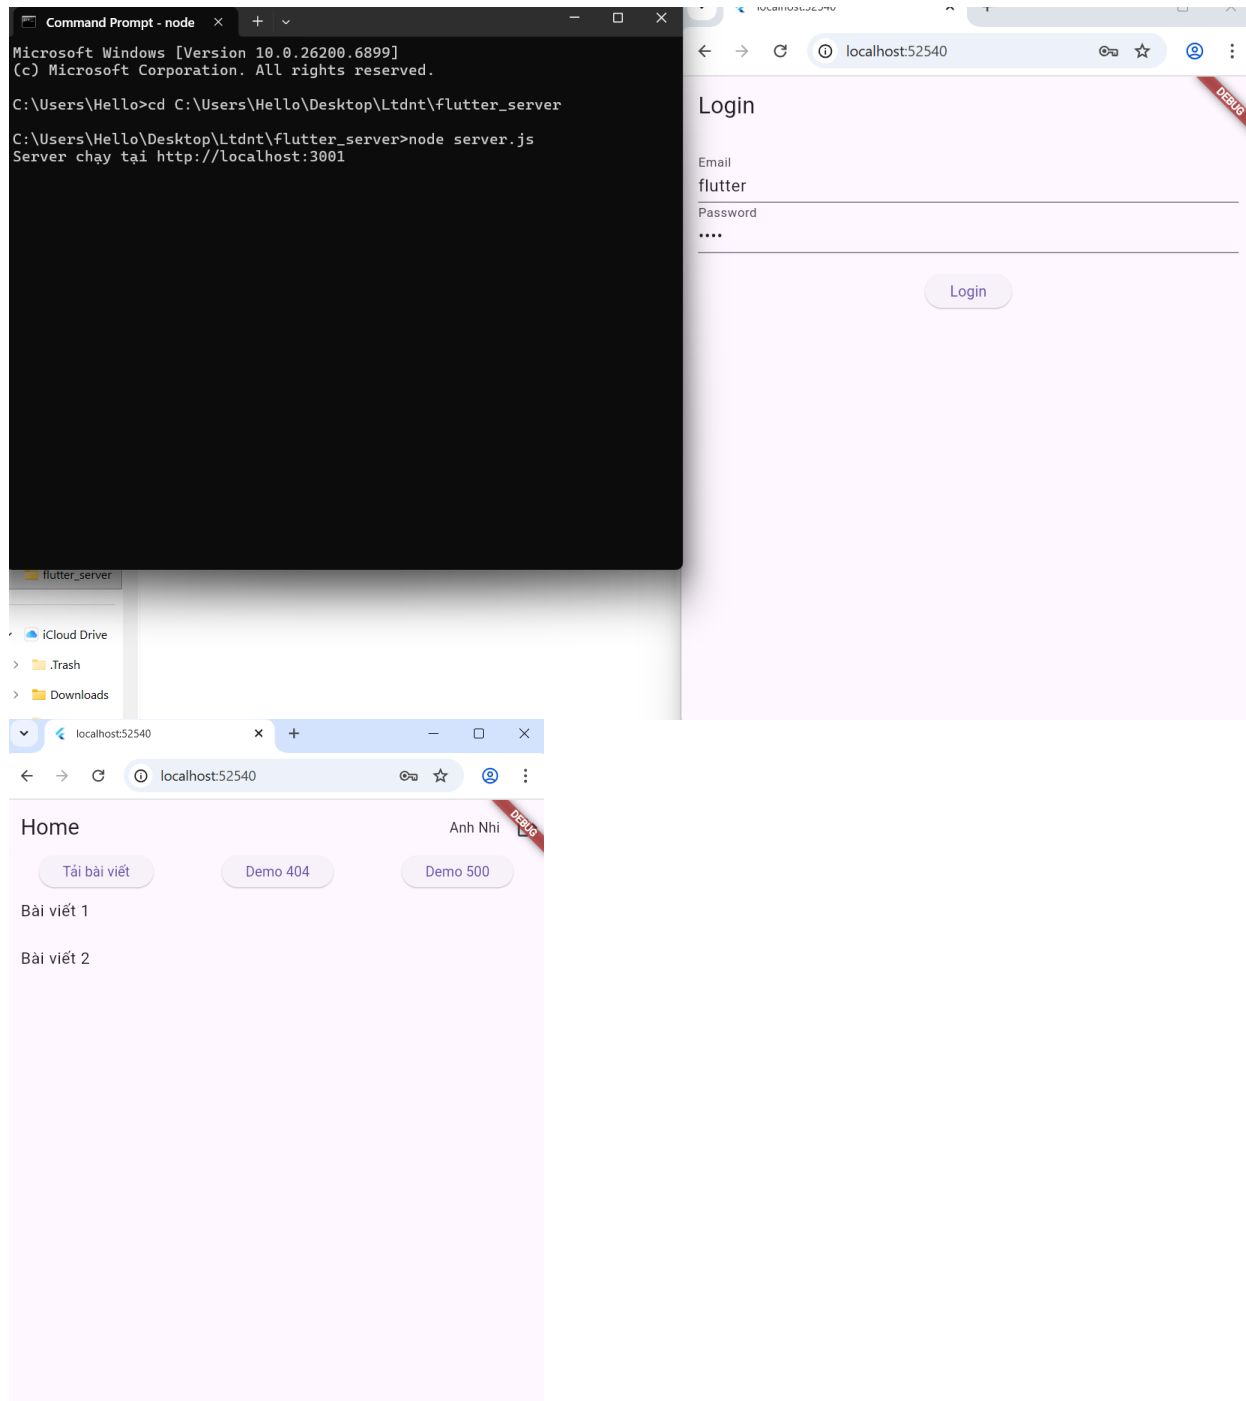 Command Prompt - node
Microsoft Windows [Version 10.0.26200.6899]
(c) Microsoft Corporation. All rights reserved.
C:\Users\Hello>cd C:\Users\Hello\Desktop\Ltdnt\flutter_server
C:\Users\Hello\Desktop\Ltdnt\flutter_server>node server.js
Server chạy tại http://localhost:3001
flutter_server
iCloud Drive
.Trash
Downloads
localhost:52540
localhost:52540
DEBUG
Login
Email
flutter
Password
••••
Login
localhost:52540
localhost:52540
DEBUG
Home
Anh Nhi
Tải bài viết
Demo 404
Demo 500
Bài viết 1
Bài viết 2